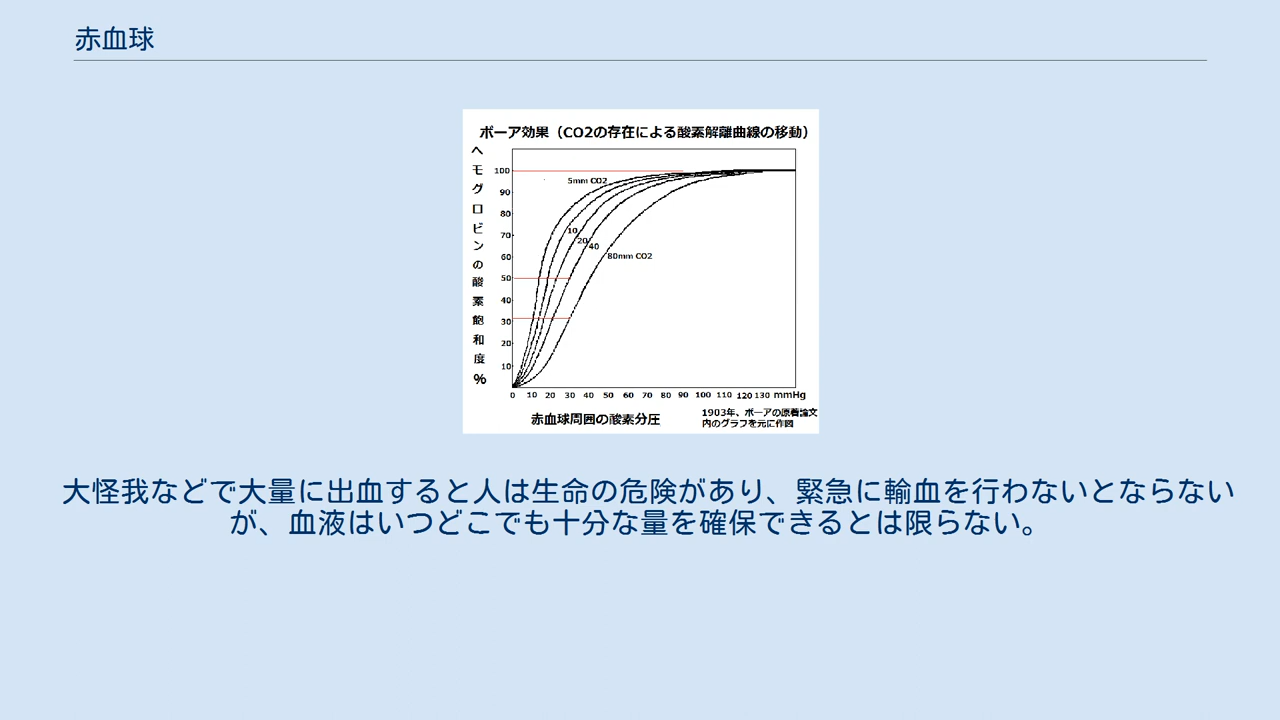 赤血球
ボーア効果（CO2の存在による酸素解離曲線の移動）
ヘモグロビンの酸素飽和度%
100
90
80
70
60
50
40
30
20
10
5mm CO2
10
20
40
80mm CO2
0 10 20 30 40 50 60 70 80 90 100 110 120 130 mmHg
赤血球周囲の酸素分圧
1903年、ボーアの原著論文
内のグラフを元に作図
大怪我などで大量に出血すると人は生命の危険があり、緊急に輸血を行わないとならない
が、血液はいつどこでも十分な量を確保できるとは限らない。